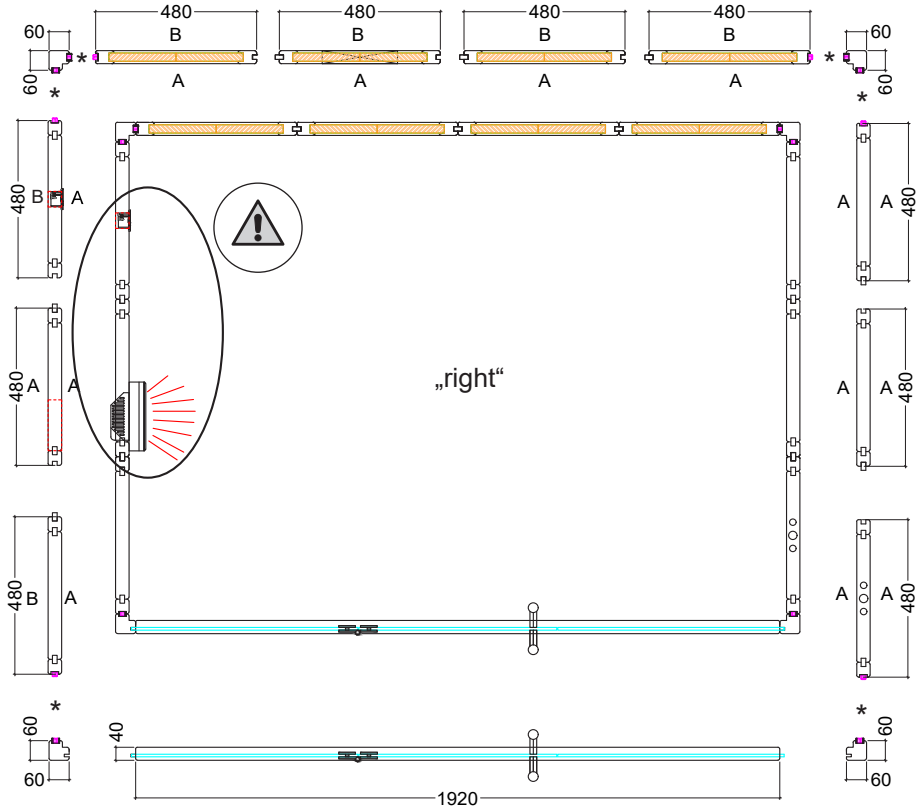 480 480 480 480
60 B B B B 60
60 * A A A A * 60
* *
480 B A A A 480
480 A A „right“ A A 480
480 B A A A 480
* *
60 40 60
60 60
1920